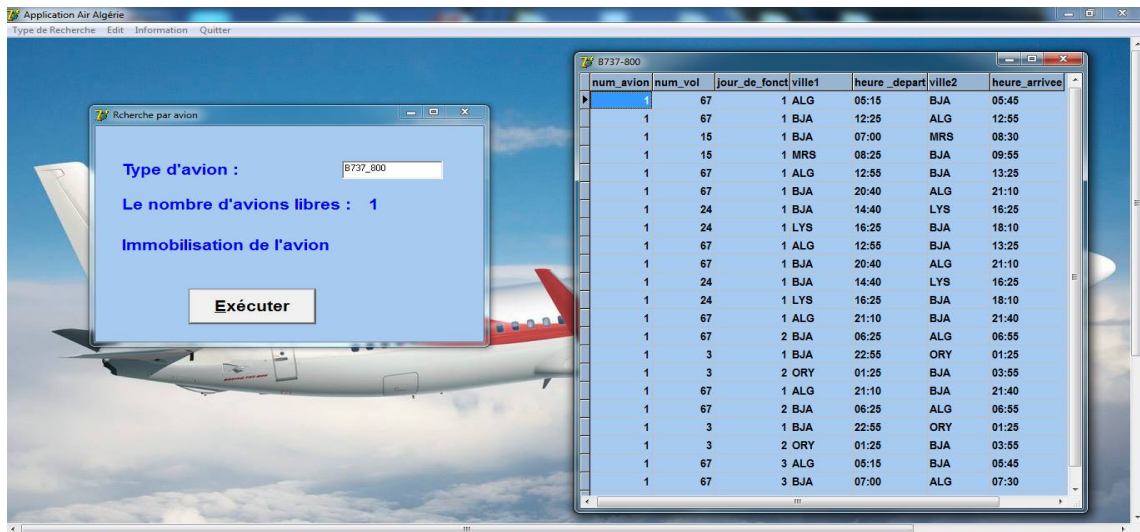 Application Air Algérie
Type de Recherche Edit Information Quitter
Rcherche par avion
Type d'avion : B737_800
Le nombre d'avions libres : 1
Immobilisation de l'avion
Exécuter
B737-800
num_avion num_vol jour_de_fonct ville1 heure _depart ville2 heure_arrivee
1 67 1 ALG 05:15 BJA 05:45
1 67 1 BJA 12:25 ALG 12:55
1 15 1 BJA 07:00 MRS 08:30
1 15 1 MRS 08:25 BJA 09:55
1 67 1 ALG 12:55 BJA 13:25
1 67 1 BJA 20:40 ALG 21:10
1 24 1 BJA 14:40 LYS 16:25
1 24 1 LYS 16:25 BJA 18:10
1 67 1 ALG 12:55 BJA 13:25
1 67 1 BJA 20:40 ALG 21:10
1 24 1 BJA 14:40 LYS 16:25
1 24 1 LYS 16:25 BJA 18:10
1 67 1 ALG 21:10 BJA 21:40
1 67 2 BJA 06:25 ALG 06:55
1 3 1 BJA 22:55 ORY 01:25
1 3 2 ORY 01:25 BJA 03:55
1 67 1 ALG 21:10 BJA 21:40
1 67 2 BJA 06:25 ALG 06:55
1 3 1 BJA 22:55 ORY 01:25
1 3 2 ORY 01:25 BJA 03:55
1 67 3 ALG 05:15 BJA 05:45
1 67 3 BJA 07:00 ALG 07:30